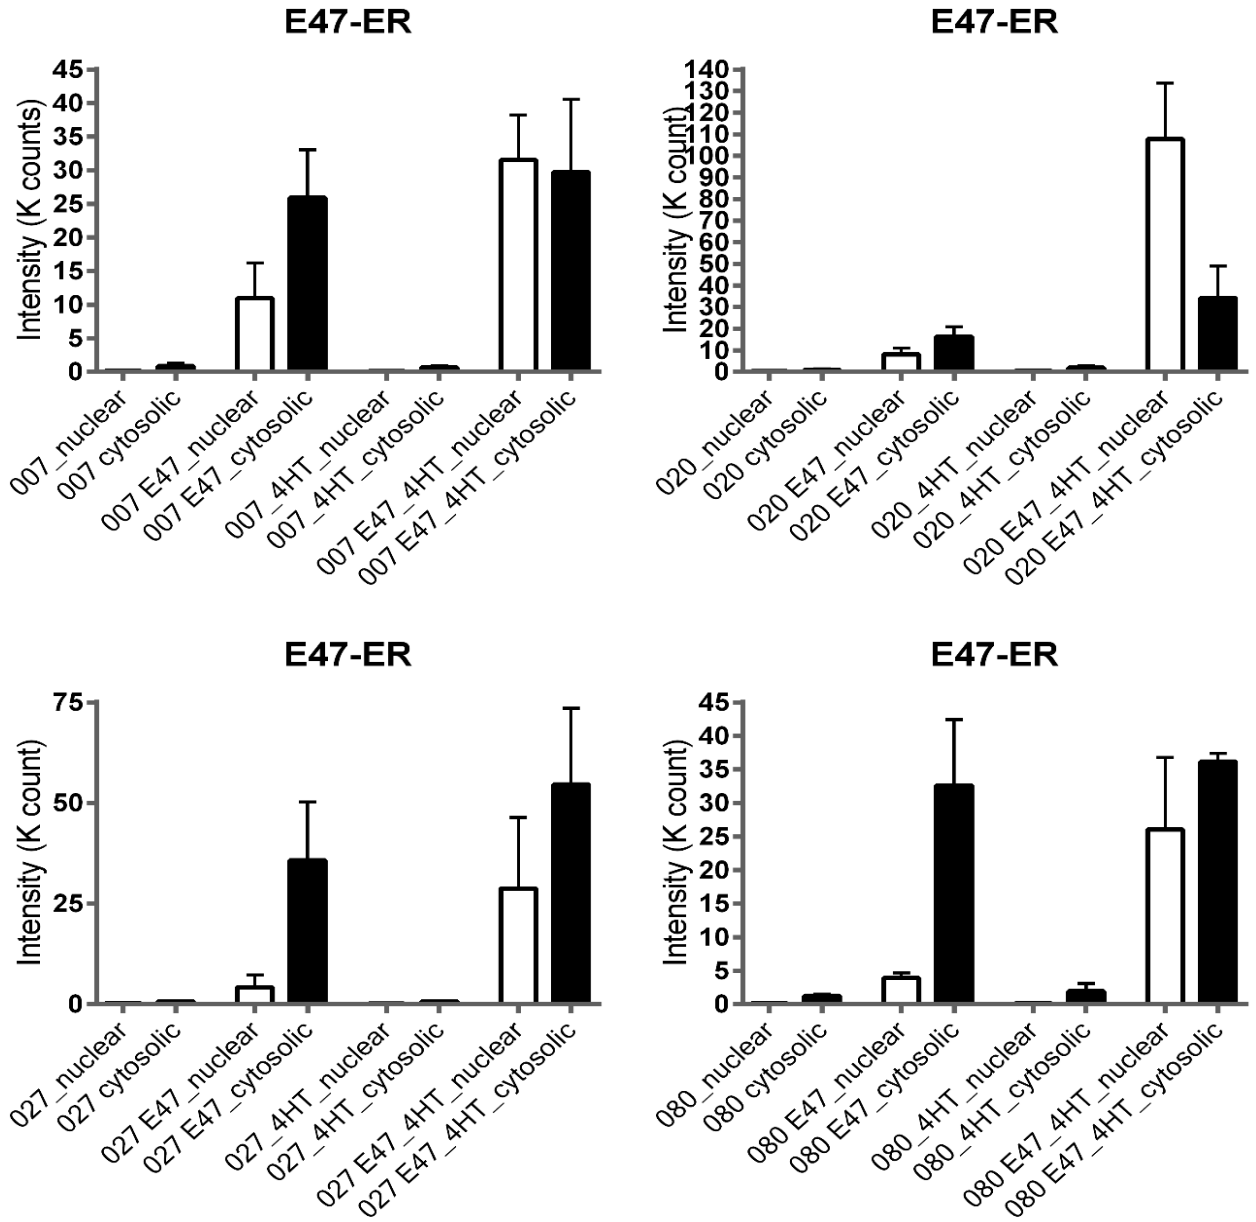 E47-ER
Intensity (K counts)
45
40
35
30
25
20
15
10
5
0
007_nuclear
007 cytosolic
007 E47_nuclear
007 E47_cytosolic
007_4HT_nuclear
007_4HT_cytosolic
007 E47_4HT_nuclear
007 E47_4HT_cytosolic
E47-ER
Intensity (K count)
140
130
120
110
100
90
80
70
60
50
40
30
20
10
0
020_nuclear
020 cytosolic
020 E47_nuclear
020 E47_cytosolic
020_4HT_nuclear
020_4HT_cytosolic
020 E47_4HT_nuclear
020 E47_4HT_cytosolic
E47-ER
Intensity (K count)
75
50
25
0
027_nuclear
027 cytosolic
027 E47_nuclear
027 E47_cytosolic
027_4HT_nuclear
027_4HT_cytosolic
027 E47_4HT_nuclear
027 E47_4HT_cytosolic
E47-ER
Intensity (K count)
45
40
35
30
25
20
15
10
5
0
080_nuclear
080 cytosolic
080 E47_nuclear
080 E47_cytosolic
080_4HT_nuclear
080_4HT_cytosolic
080 E47_4HT_nuclear
080 E47_4HT_cytosolic